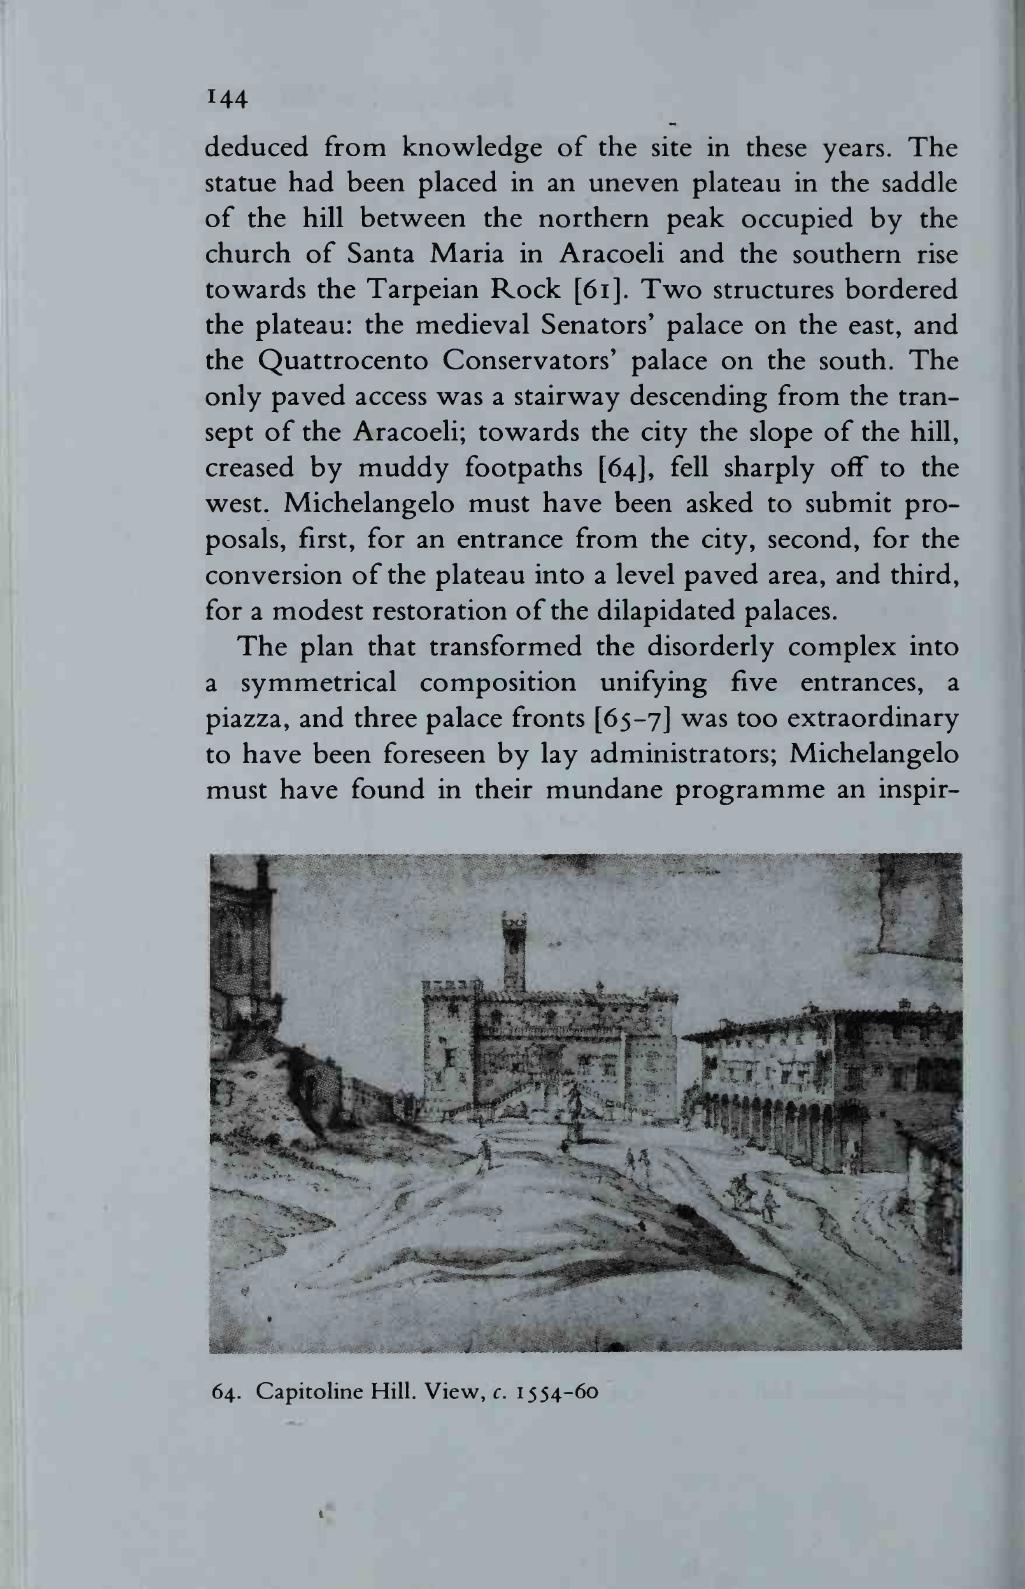 144
deduced from knowledge of the site in these years. The
statue had been placed in an uneven plateau in the saddle
of the hill between the northern peak occupied by the
church of Santa Maria in Aracoeli and the southern rise
towards the Tarpeian Rock [61]. Two structures bordered
the plateau: the medieval Senators’ palace on the east, and
the Quattrocento Conservators’ palace on the south. The
only paved access was a stairway descending from the tran-
sept of the Aracoeli; towards the city the slope of the hill,
creased by muddy footpaths [64], fell sharply off to the
west. Michelangelo must have been asked to submit pro-
posals, first, for an entrance from the city, second, for the
conversion of the plateau into a level paved area, and third,
for a modest restoration of the dilapidated palaces.
The plan that transformed the disorderly complex into
a symmetrical composition unifying five entrances, a
piazza, and three palace fronts [65–7] was too extraordinary
to have been foreseen by lay administrators; Michelangelo
must have found in their mundane programme an inspir-
64. Capitoline Hill. View, c. 1554–60